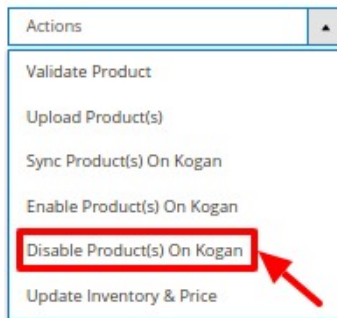 Actions
Validate Product
Upload Product(s)
Sync Product(s) On Kogan
Enable Product(s) On Kogan
Disable Product(s) On Kogan
Update Inventory & Price